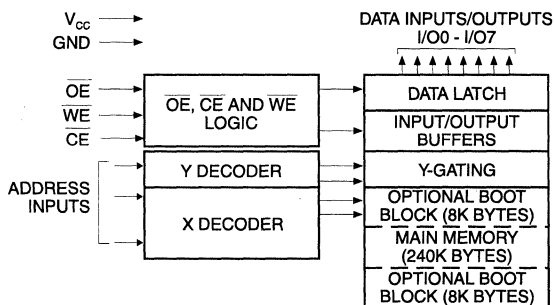 V_CC
GND
DATA INPUTS/OUTPUTS
I/O0 - I/O7
OE
WE
CE
OE, CE AND WE
LOGIC
DATA LATCH
INPUT/OUTPUT
BUFFERS
ADDRESS
INPUTS
Y DECODER
Y-GATING
X DECODER
OPTIONAL BOOT
BLOCK (8K BYTES)
MAIN MEMORY
(240K BYTES)
OPTIONAL BOOT
BLOCK (8K BYTES)